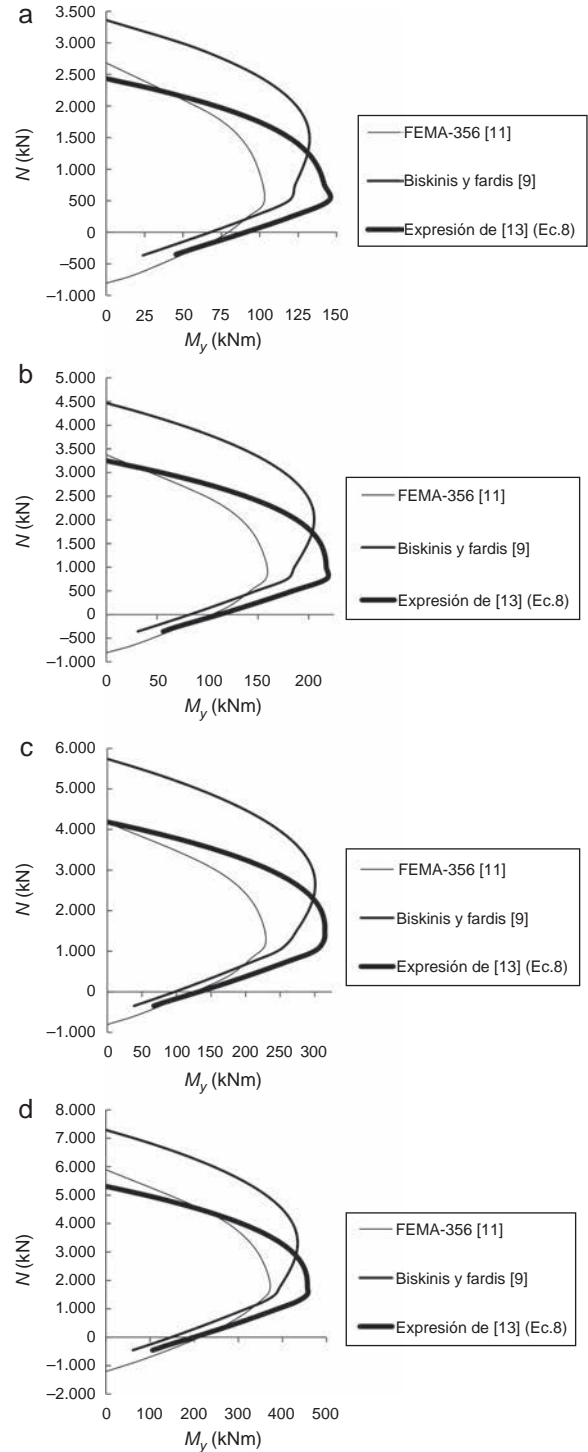 a
3.500
3.000
2.500
2.000
1.500
1.000
500
0
–500
–1.000
N (kN)
25
50
75
100
125
150
M_y (kNm)
FEMA-356 [11]
Biskinis y fardis [9]
Expresión de [13] (Ec.8)
b
5.000
4.500
4.000
3.500
3.000
2.500
2.000
1.500
1.000
500
0
–500
–1.000
N (kN)
0
50
100
150
200
M_y (kNm)
FEMA-356 [11]
Biskinis y fardis [9]
Expresión de [13] (Ec.8)
c
6.000
5.000
4.000
3.000
2.000
1.000
0
–1.000
N (kN)
0
50
100
150
200
250
300
M_y (kNm)
FEMA-356 [11]
Biskinis y fardis [9]
Expresión de [13] (Ec.8)
d
8.000
7.000
6.000
5.000
4.000
3.000
2.000
1.000
0
–1.000
–2.000
N (kN)
0
100
200
300
400
500
M_y (kNm)
FEMA-356 [11]
Biskinis y fardis [9]
Expresión de [13] (Ec.8)